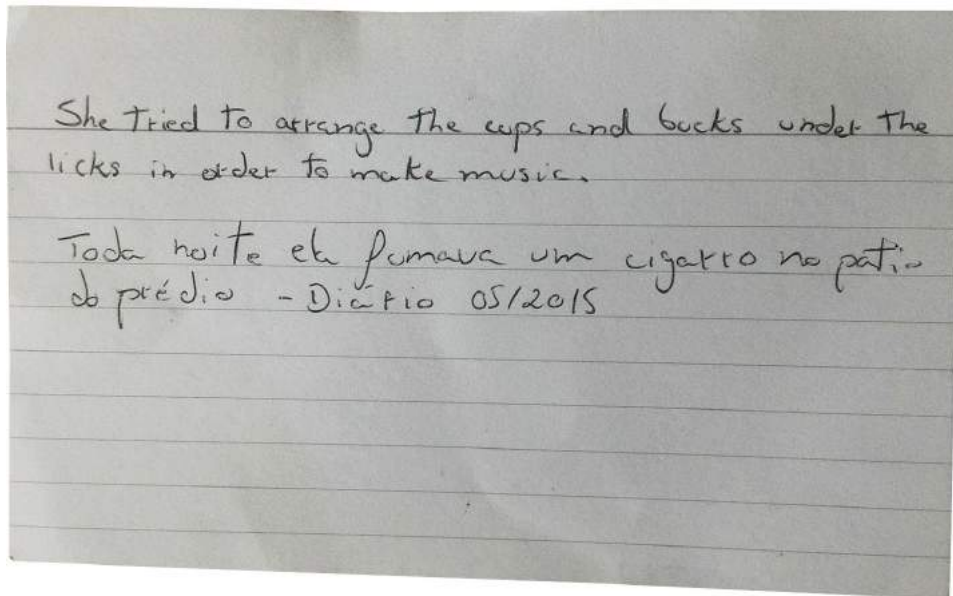 She tried to arrange the cups and bucks under the
licks in order to make music.
Toda noite ela fumava um cigarro no patio
do prédio - Diário 05/2015